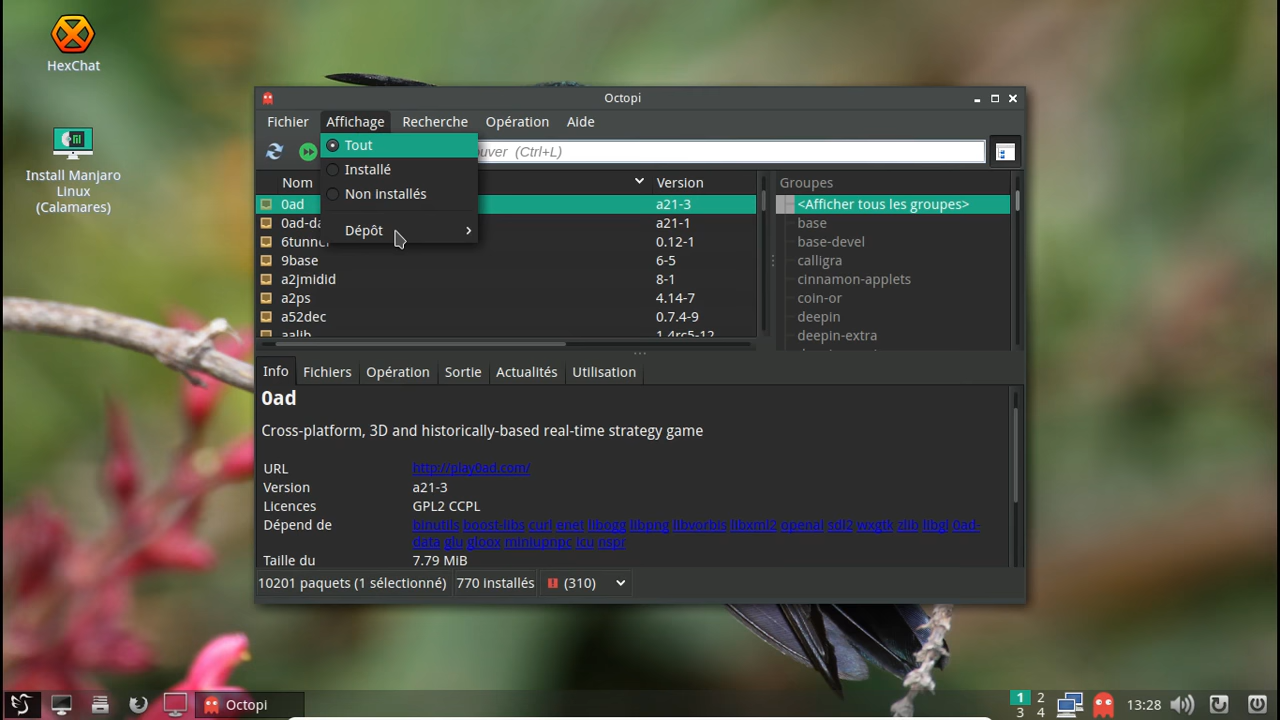 HexChat
Install Manjaro
Linux
(Calamares)
Octopi
Fichier Affichage Recherche Opération Aide
Tout
Installé
Non installés
Dépôt
ouver (Ctrl+L)
Nom Version
0ad a21-3
a21-1
0.12-1
9base 6-5
a2jmidid 8-1
a2ps 4.14-7
a52dec 0.7.4-9
aalib 1.4rc5-12
Groupes
<Afficher tous les groupes>
base
base-devel
calligra
cinnamon-applets
coin-or
deepin
deepin-extra
Info Fichiers Opération Sortie Actualités Utilisation
0ad
Cross-platform, 3D and historically-based real-time strategy game
URL http://play0ad.com/
Version a21-3
Licences GPL2 CCPL
Dépend de binutils boost-libs curl enet libogg libpng libvorbis libxml2 openal sdl2 wxgtk zlib libgl 0ad-
data glu gloox miniupnpc icu nspr
Taille du 7.79 MiB
10201 paquets (1 sélectionné) 770 installés (310)
Octopi
1 2
3 4
13:28